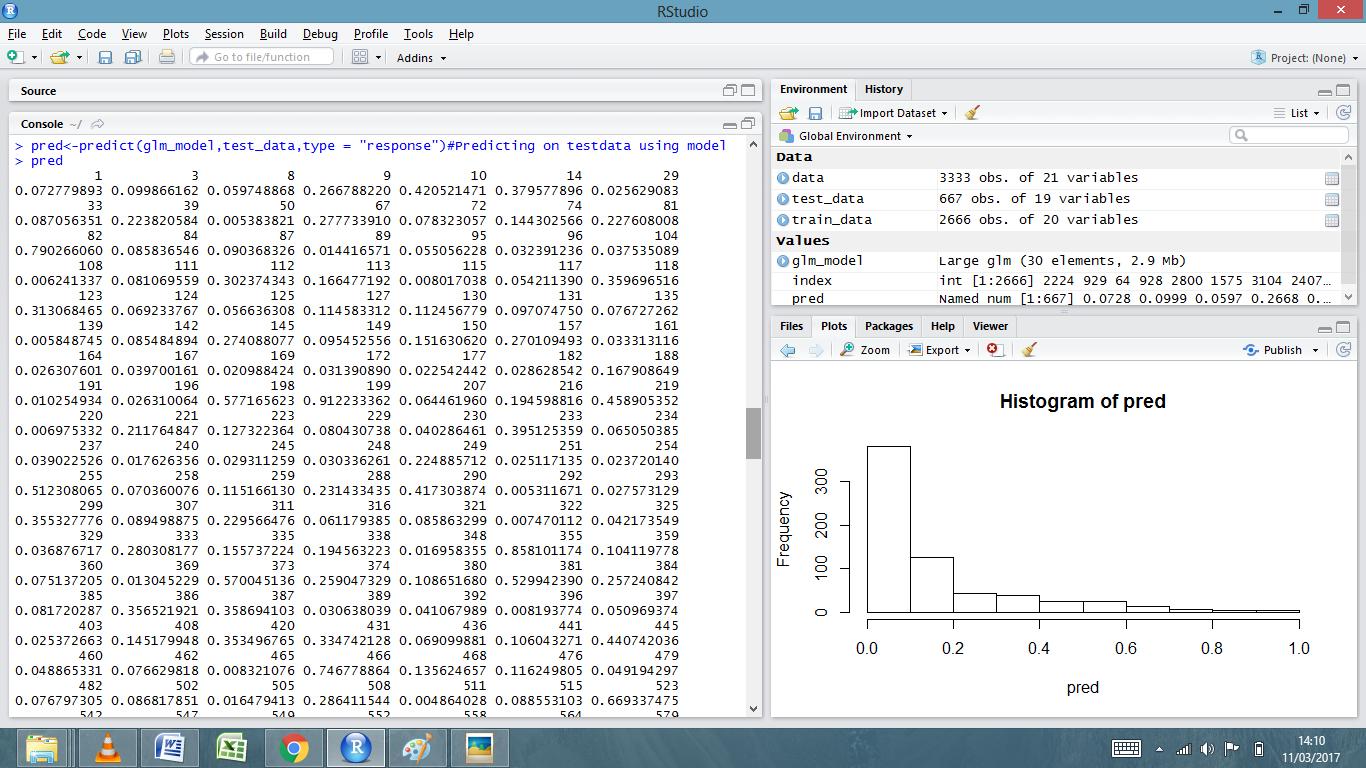 RStudio
File Edit Code View Plots Session Build Debug Profile Tools Help
Go to file/function Addins Project: (None)
Source
Console ~/
> pred<-predict(glm_model,test_data,type = "response")#Predicting on testdata using model
> pred
1 3 8 9 10 14 29
0.072779893 0.099866162 0.059748868 0.266788220 0.420521471 0.379577896 0.025629083
33 39 50 67 72 74 81
0.087056351 0.223820584 0.005383821 0.277733910 0.078323057 0.144302566 0.227608008
82 84 87 89 95 96 104
0.790266060 0.085836546 0.090368326 0.014416571 0.055056228 0.032391236 0.037535089
108 111 112 113 115 117 118
0.006241337 0.081069559 0.302374343 0.166477192 0.008017038 0.054211390 0.359696516
123 124 125 127 130 131 135
0.313068465 0.069233767 0.056636308 0.114583312 0.112456779 0.097074750 0.076727262
139 142 145 149 150 157 161
0.005848745 0.085484894 0.274088077 0.095452556 0.151630620 0.270109493 0.033313116
164 167 169 172 177 182 188
0.026307601 0.039700161 0.020988424 0.031390890 0.022542442 0.028628542 0.167908649
191 196 198 199 207 216 219
0.010254934 0.026310064 0.577165623 0.912233362 0.064461960 0.194598816 0.458905352
220 221 223 229 230 233 234
0.006975332 0.211764847 0.127322364 0.080430738 0.040286461 0.395125359 0.065050385
237 240 245 248 249 251 254
0.039022526 0.017626356 0.029311259 0.030336261 0.224885712 0.025117135 0.023720140
255 258 259 288 290 292 293
0.512308065 0.070360076 0.115166130 0.231433435 0.417303874 0.005311671 0.027573129
299 307 311 316 321 322 325
0.355327776 0.089498875 0.229566476 0.061179385 0.085863299 0.007470112 0.042173549
329 333 335 338 348 355 359
0.036876717 0.280308177 0.155737224 0.194563223 0.016958355 0.858101174 0.104119778
360 369 373 374 380 381 384
0.075137205 0.013045229 0.570045136 0.259047329 0.108651680 0.529942390 0.257240842
385 386 387 389 392 396 397
0.081720287 0.356521921 0.358694103 0.030638039 0.041067989 0.008193774 0.050969374
403 408 420 431 436 441 445
0.025372663 0.145179948 0.353496765 0.334742128 0.069099881 0.106043271 0.440742036
460 462 465 466 468 476 479
0.048865331 0.076629818 0.008321076 0.746778864 0.135624657 0.116249805 0.049194297
482 502 505 508 511 515 523
0.076797305 0.086817851 0.016479413 0.286411544 0.004864028 0.088553103 0.669337475
542 547 549 552 558 564 579
Environment History
Import Dataset List
Global Environment
Data
data 3333 obs. of 21 variables
test_data 667 obs. of 19 variables
train_data 2666 obs. of 20 variables
Values
glm_model Large glm (30 elements, 2.9 Mb)
index int [1:2666] 2224 929 64 928 2800 1575 3104 2407...
pred Named num [1:667] 0.0728 0.0999 0.0597 0.2668 0....
Files Plots Packages Help Viewer
Zoom Export Publish
Histogram of pred
Frequency
300
200
100
0
0.0 0.2 0.4 0.6 0.8 1.0
pred
14:10
11/03/2017